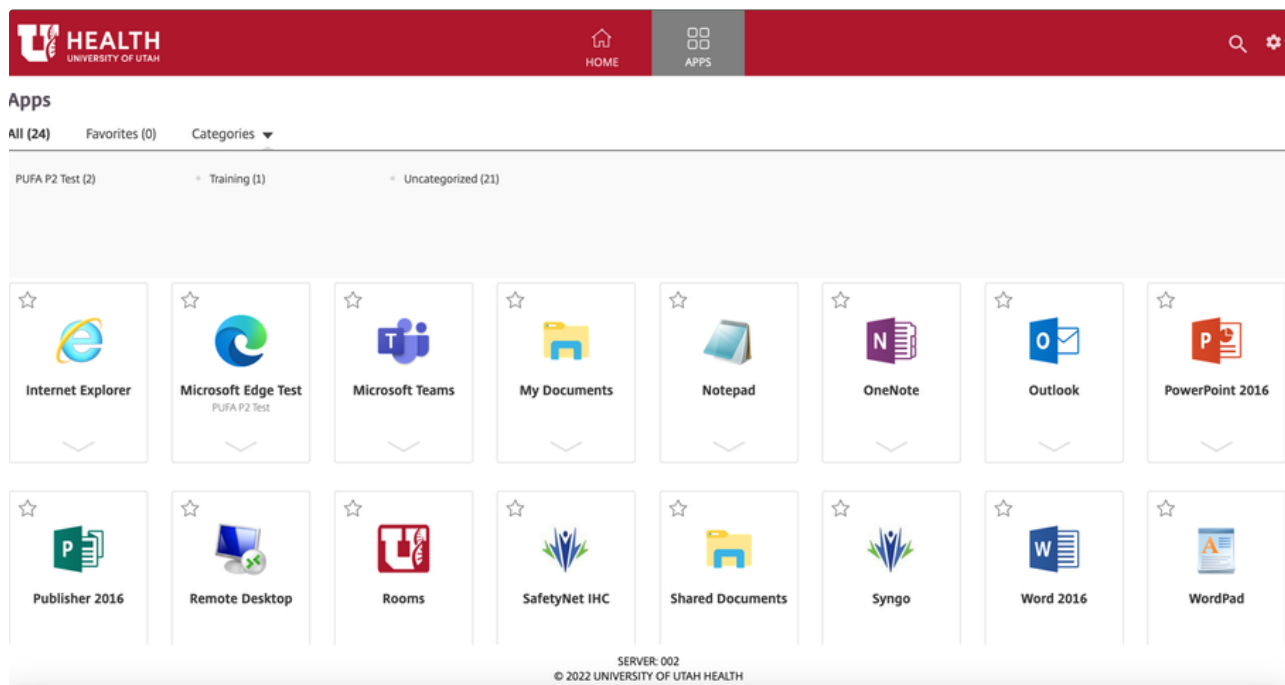 HEALTH
UNIVERSITY OF UTAH
HOME
APPS
Apps
All (24) Favorites (0) Categories
PUFA P2 Test (2) Training (1) Uncategorized (21)
Internet Explorer Microsoft Edge Test Microsoft Teams My Documents Notepad OneNote Outlook PowerPoint 2016
PUFA P2 Test
Publisher 2016 Remote Desktop Rooms SafetyNet IHC Shared Documents Syngo Word 2016 WordPad
SERVER: 002
© 2022 UNIVERSITY OF UTAH HEALTH